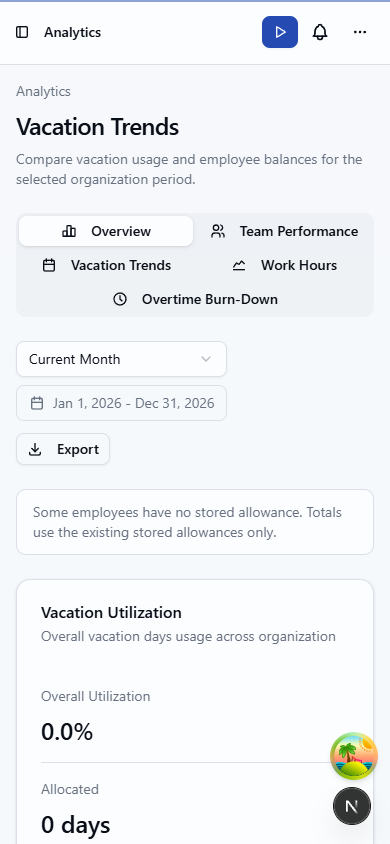 Analytics
Analytics
Vacation Trends
Compare vacation usage and employee balances for the
selected organization period.
Overview
Team Performance
Vacation Trends
Work Hours
Overtime Burn-Down
Current Month
Jan 1, 2026 - Dec 31, 2026
Export
Some employees have no stored allowance. Totals
use the existing stored allowances only.
Vacation Utilization
Overall vacation days usage across organization
Overall Utilization
0.0%
Allocated
0 days
N